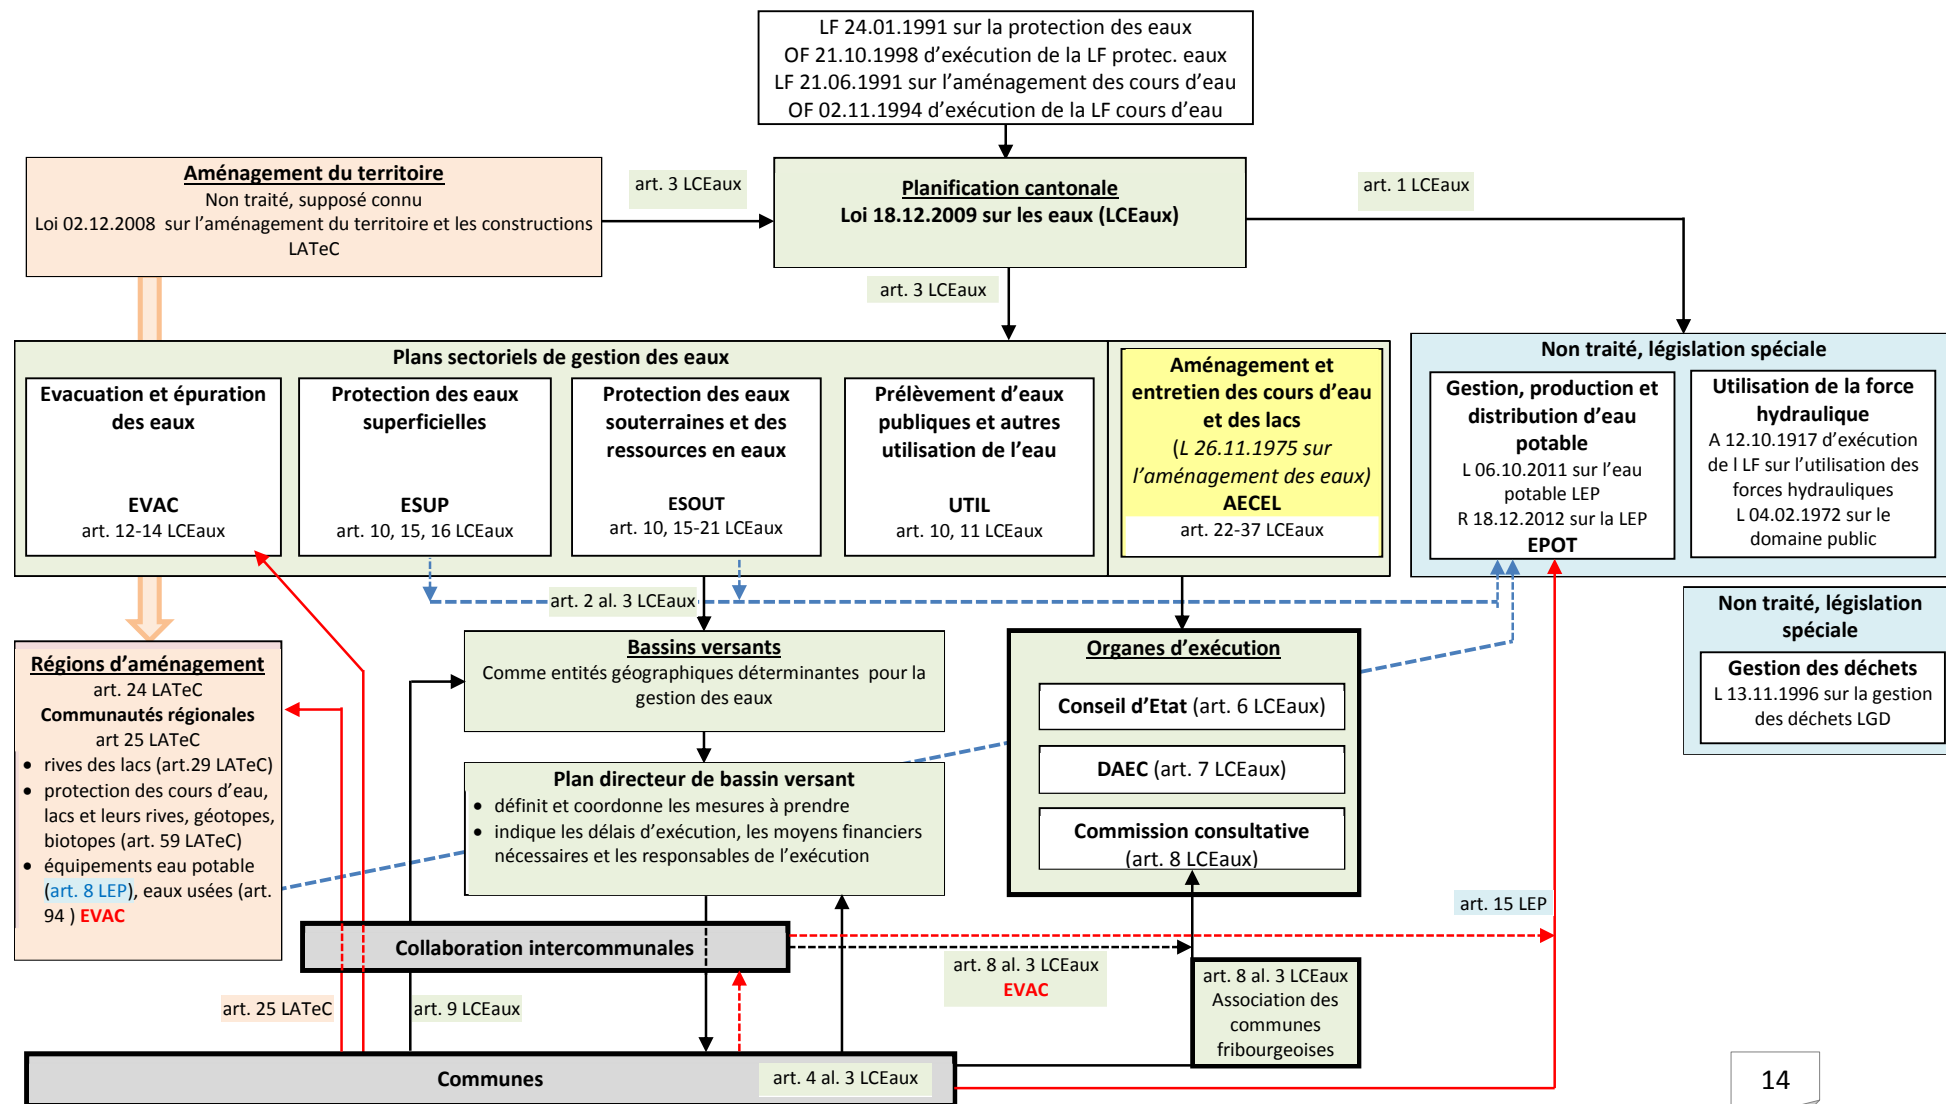 LF 24.01.1991 sur la protection des eaux
OF 21.10.1998 d’exécution de la LF protec. eaux
LF 21.06.1991 sur l’aménagement des cours d’eau
OF 02.11.1994 d’exécution de la LF cours d’eau
Aménagement du territoire
Non traité, supposé connu
Loi 02.12.2008 sur l’aménagement du territoire et les constructions
LATeC
art. 3 LCEaux
Planification cantonale
Loi 18.12.2009 sur les eaux (LCEaux)
art. 1 LCEaux
art. 3 LCEaux
Plans sectoriels de gestion des eaux
Evacuation et épuration
des eaux
EVAC
art. 12-14 LCEaux
Protection des eaux
superficielles
ESUP
art. 10, 15, 16 LCEaux
Protection des eaux
souterraines et des
ressources en eaux
ESOUT
art. 10, 15-21 LCEaux
Prélèvement d’eaux
publiques et autres
utilisation de l’eau
UTIL
art. 10, 11 LCEaux
Aménagement et
entretien des cours d’eau
et des lacs
(L 26.11.1975 sur
l’aménagement des eaux)
AECEL
art. 22-37 LCEaux
Non traité, législation spéciale
Gestion, production et
distribution d’eau
potable
L 06.10.2011 sur l’eau
potable LEP
R 18.12.2012 sur la LEP
EPOT
Utilisation de la force
hydraulique
A 12.10.1917 d’exécution
de l LF sur l’utilisation des
forces hydrauliques
L 04.02.1972 sur le
domaine public
art. 2 al. 3 LCEaux
Non traité, législation
spéciale
Gestion des déchets
L 13.11.1996 sur la gestion
des déchets LGD
Régions d’aménagement
art. 24 LATeC
Communautés régionales
art 25 LATeC
• rives des lacs (art.29 LATeC)
• protection des cours d’eau,
lacs et leurs rives, géotopes,
biotopes (art. 59 LATeC)
• équipements eau potable
(art. 8 LEP), eaux usées (art.
94 ) EVAC
Bassins versants
Comme entités géographiques déterminantes pour la
gestion des eaux
Plan directeur de bassin versant
• définit et coordonne les mesures à prendre
• indique les délais d’exécution, les moyens financiers
nécessaires et les responsables de l’exécution
Organes d’exécution
Conseil d’Etat (art. 6 LCEaux)
DAEC (art. 7 LCEaux)
Commission consultative
(art. 8 LCEaux)
art. 15 LEP
Collaboration intercommunales
art. 8 al. 3 LCEaux
EVAC
art. 8 al. 3 LCEaux
Association des
communes
fribourgeoises
art. 25 LATeC
art. 9 LCEaux
Communes
art. 4 al. 3 LCEaux
14